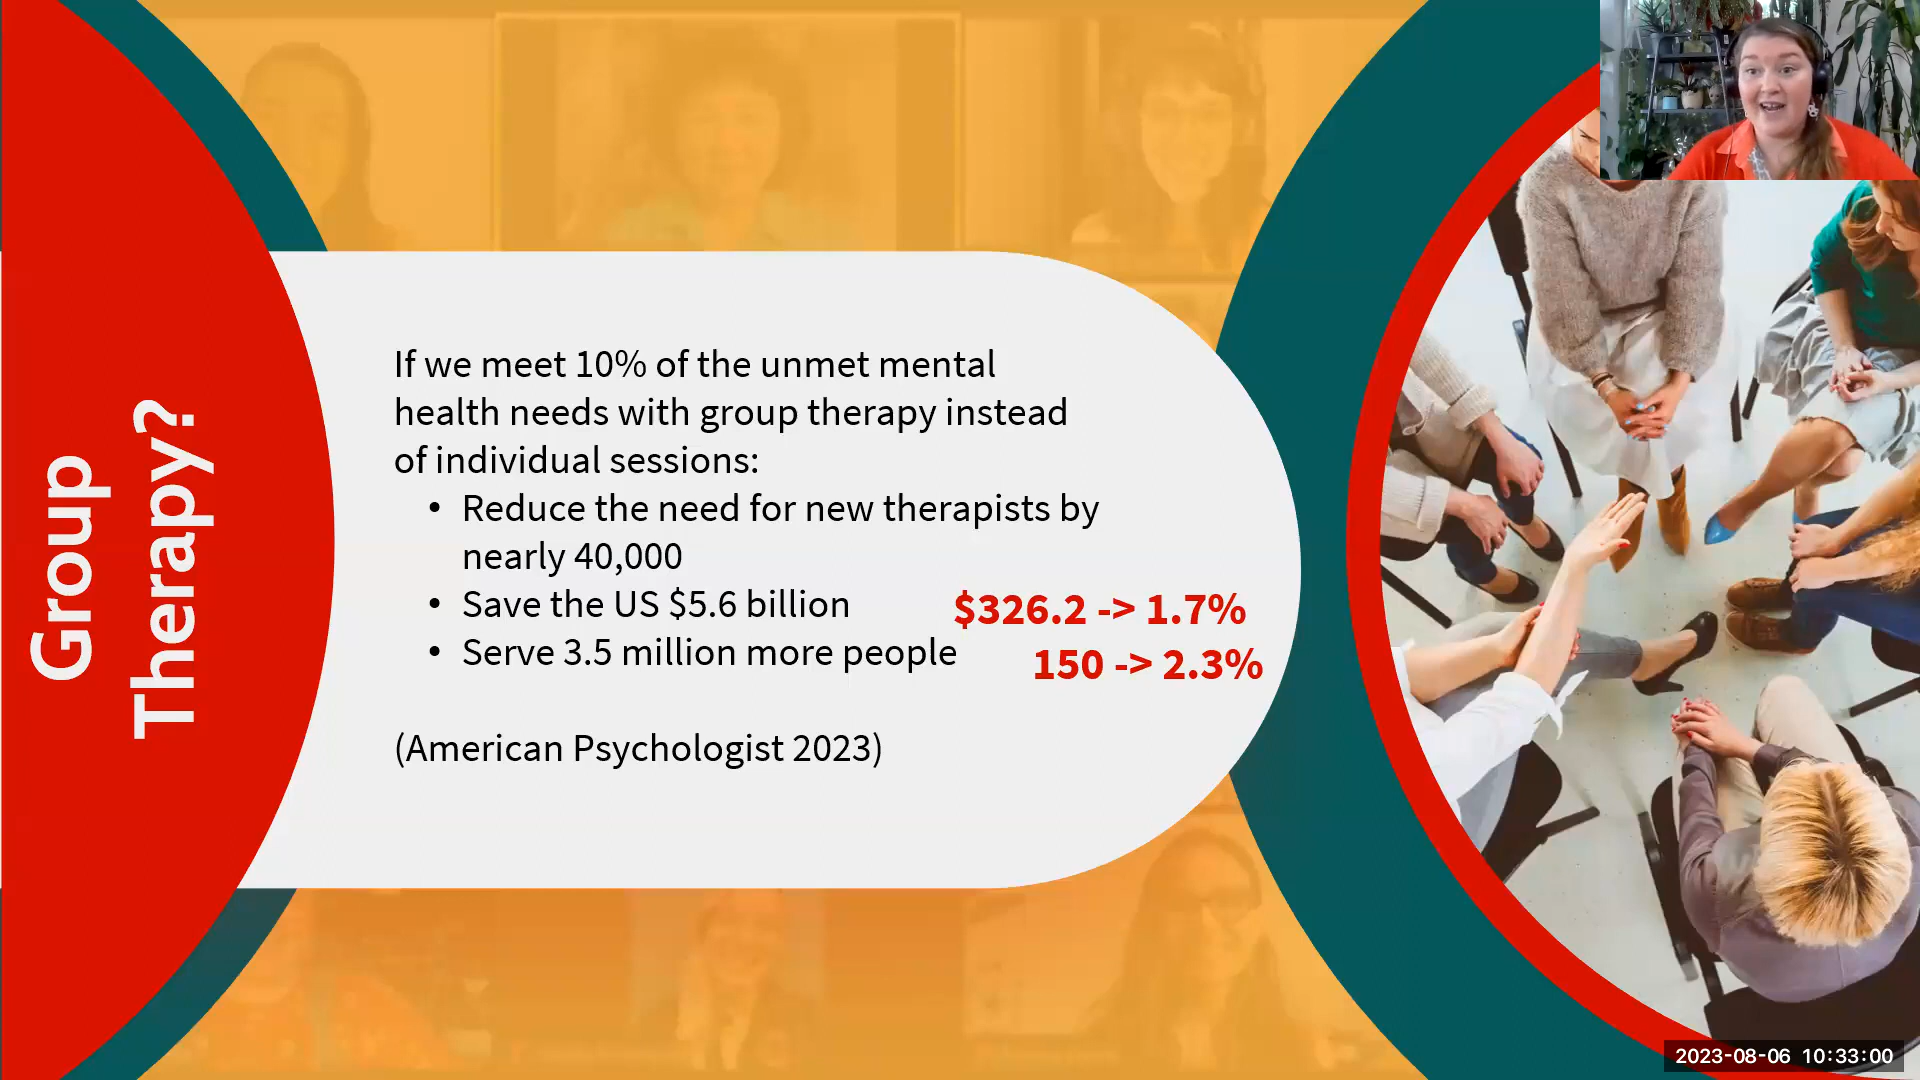 Group
Therapy?
If we meet 10% of the unmet mental
health needs with group therapy instead
of individual sessions:
• Reduce the need for new therapists by
nearly 40,000
• Save the US $5.6 billion
$326.2 -> 1.7%
• Serve 3.5 million more people
150 -> 2.3%
(American Psychologist 2023)
2023-08-06 10:33:00